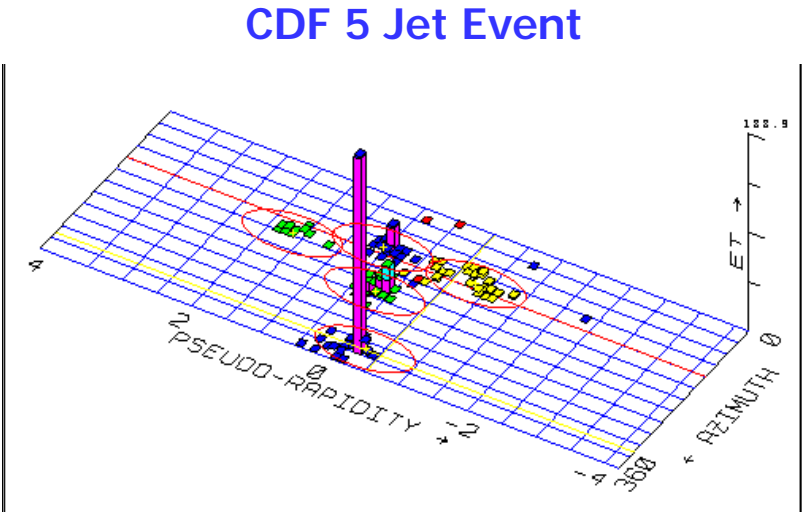 CDF 5 Jet Event
188.9
ET →
4
2
0
-2
-4
PSEUDO-RAPIDITY →
0
360
← AZIMUTH